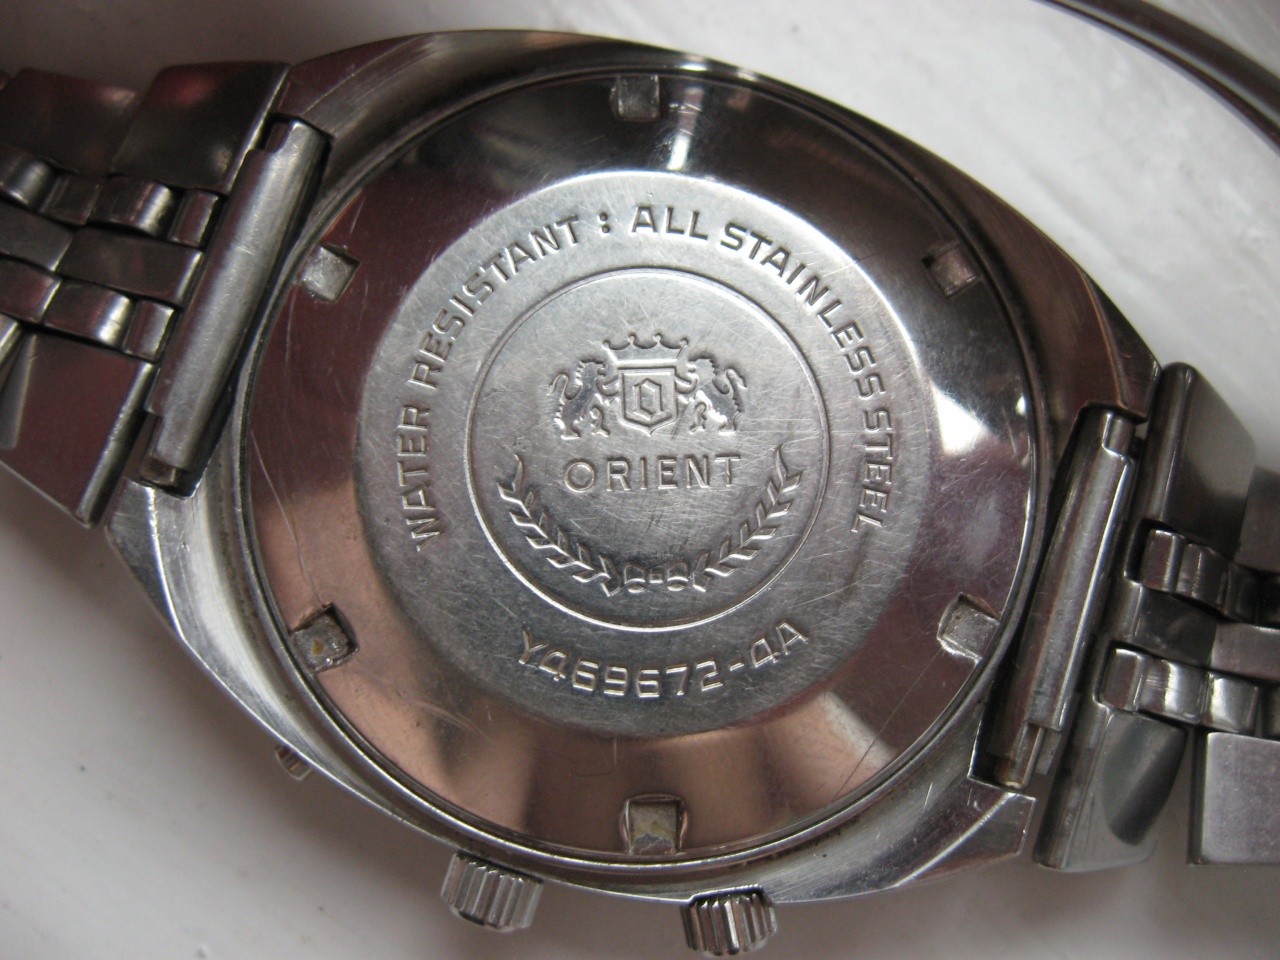 WATER RESISTANT : ALL STAINLESS STEEL
ORIENT
Y469672-4A